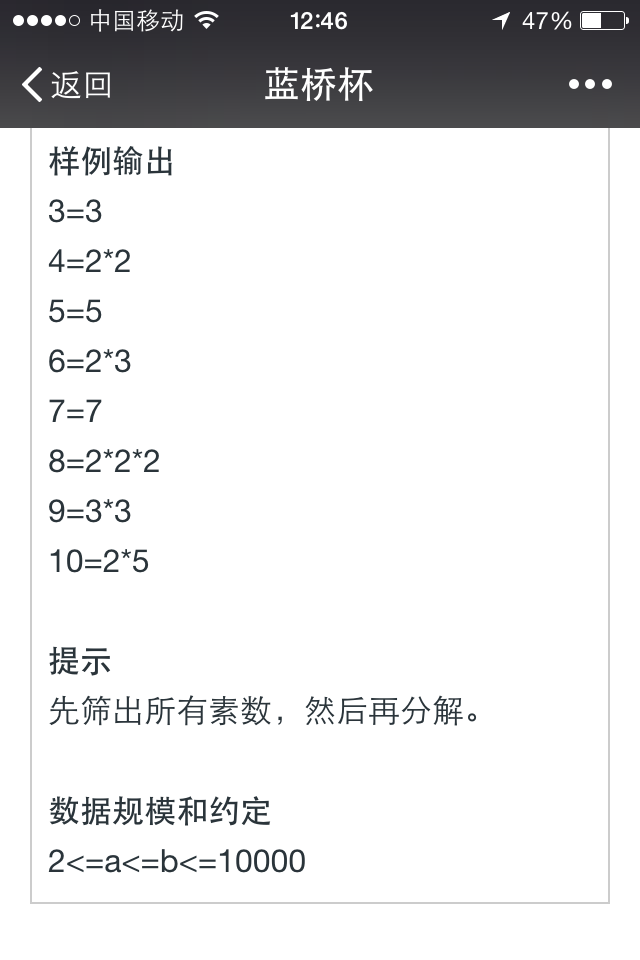 中国移动 12:46 47%
返回 蓝桥杯
样例输出
3=3
4=2*2
5=5
6=2*3
7=7
8=2*2*2
9=3*3
10=2*5
提示
先筛出所有素数，然后再分解。
数据规模和约定
2<=a<=b<=10000